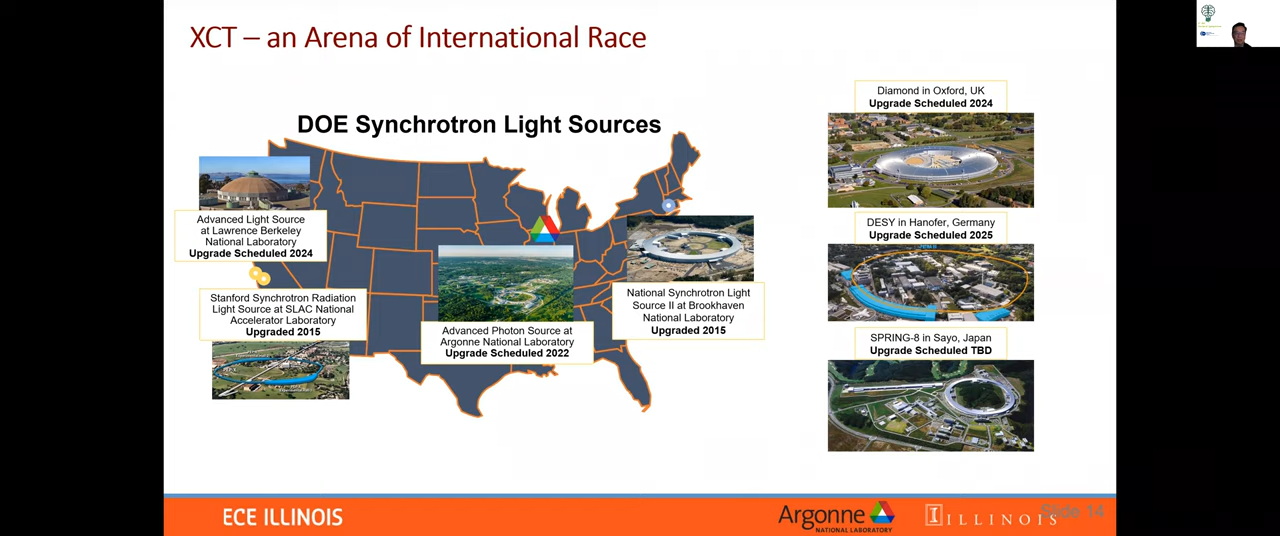 XCT – an Arena of International Race
DOE Synchrotron Light Sources
Advanced Light Source
at Lawrence Berkeley
National Laboratory
Upgrade Scheduled 2024
Stanford Synchrotron Radiation
Light Source at SLAC National
Accelerator Laboratory
Upgraded 2015
Advanced Photon Source at
Argonne National Laboratory
Upgrade Scheduled 2022
National Synchrotron Light
Source II at Brookhaven
National Laboratory
Upgraded 2015
Diamond in Oxford, UK
Upgrade Scheduled 2024
DESY in Hanofer, Germany
Upgrade Scheduled 2025
SPRING-8 in Sayo, Japan
Upgrade Scheduled TBD
ECE ILLINOIS
Argonne
NATIONAL LABORATORY
I ILLINOIS
Slide 14